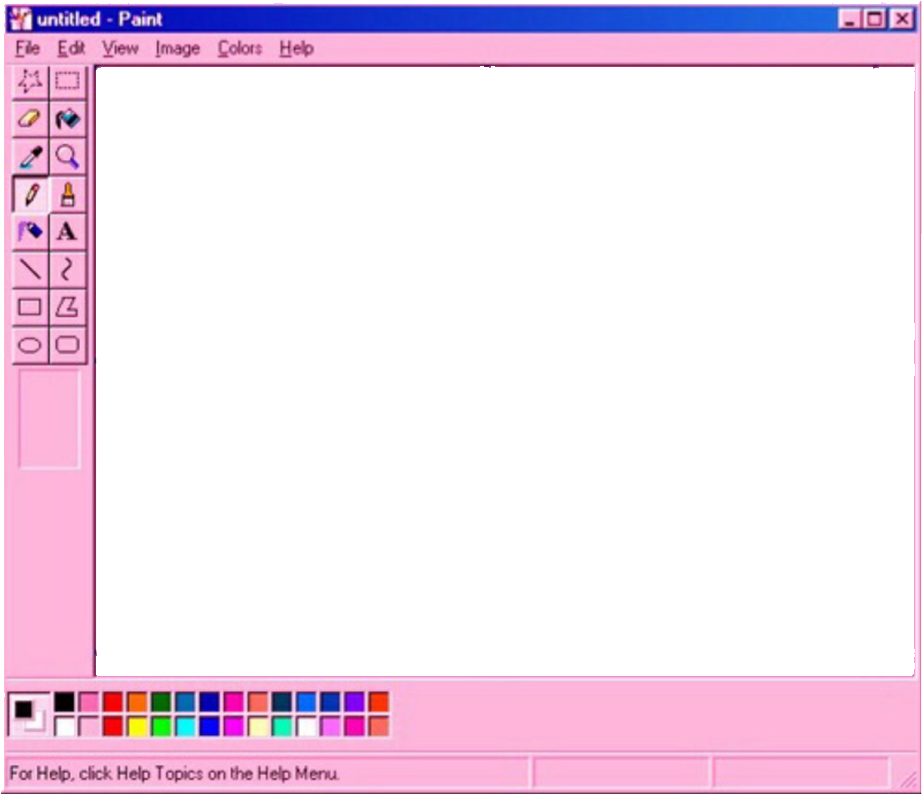 untitled - Paint
File Edit View Image Colors Help
A
For Help, click Help Topics on the Help Menu.